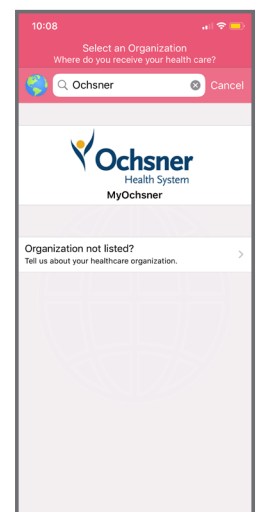 10:08
Select an Organization
Where do you receive your health care?
Ochsner
Cancel
Ochsner
Health System
MyOchsner
Organization not listed?
Tell us about your healthcare organization.